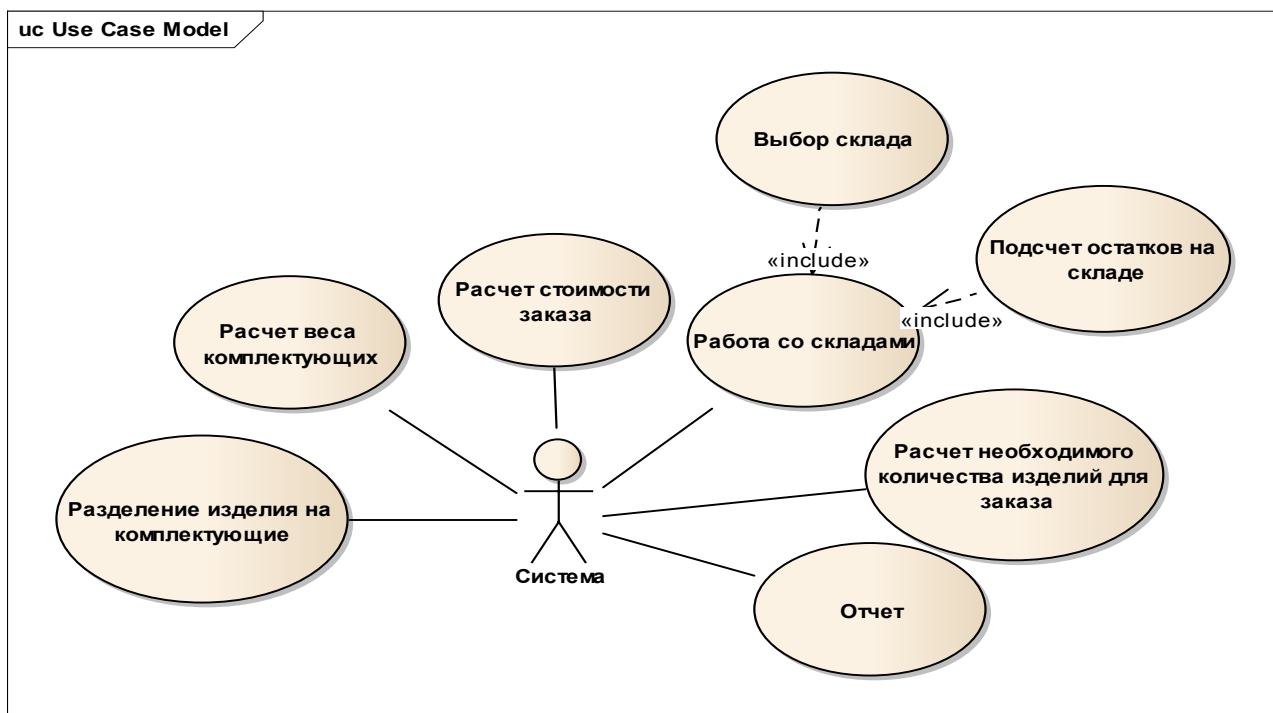 uc Use Case Model
Выбор склада
Подсчет остатков на
складе
«include»
«include»
Расчет стоимости
заказа
Расчет веса
комплектующих
Работа со складами
Расчет необходимого
количества изделий для
заказа
Разделение изделия на
комплектующие
Система
Отчет